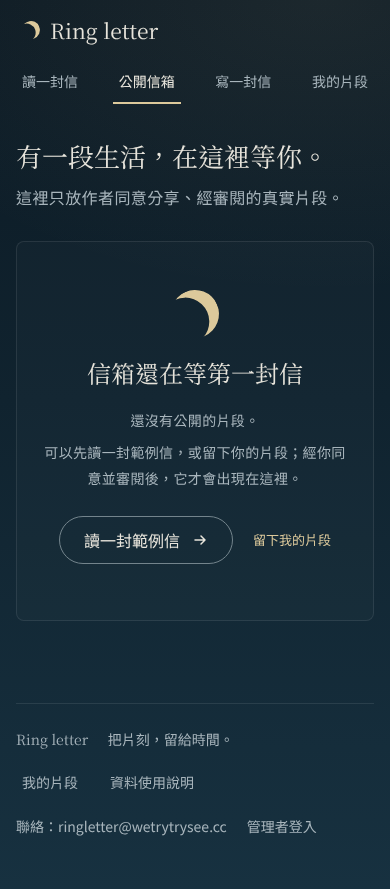 Ring letter
讀一封信 公開信箱 寫一封信 我的片段
有一段生活，在這裡等你。
這裡只放作者同意分享、經審閱的真實片段。
信箱還在等第一封信
還沒有公開的片段。
可以先讀一封範例信，或留下你的片段；經你同
意並審閱後，它才會出現在這裡。
讀一封範例信 → 留下我的片段
Ring letter 把片刻，留給時間。
我的片段 資料使用說明
聯絡：ringletter@wetrytrysee.cc 管理者登入